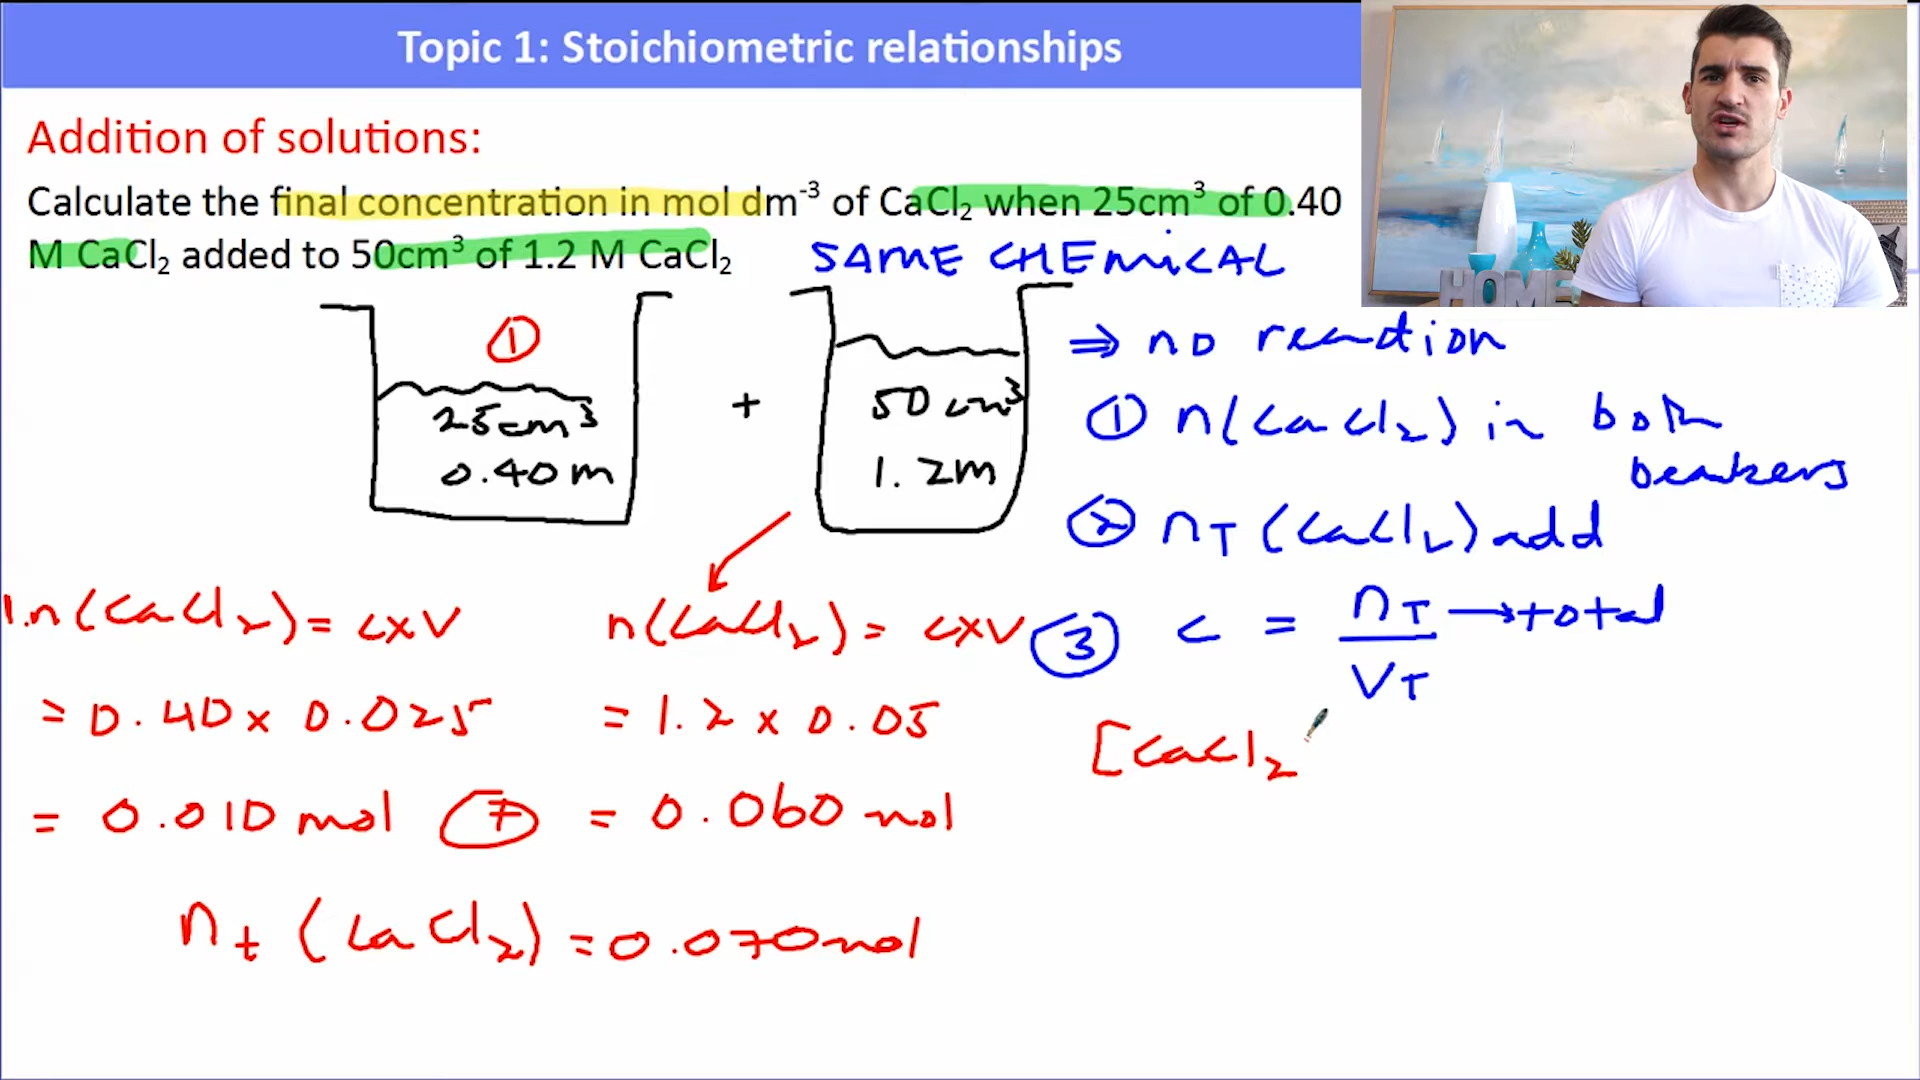 Topic 1: Stoichiometric relationships
Addition of solutions:
Calculate the final concentration in mol dm⁻³ of CaCl₂ when 25cm³ of 0.40
M CaCl₂ added to 50cm³ of 1.2 M CaCl₂
SAME CHEMICAL
HOME
①
25cm³
0.40m
+
50cm³
1.2m
⇒ no reaction
① n(CaCl₂) in both
beakers
② nT (CaCl₂) add
③ c = nT → total
VT
1. n(CaCl₂) = c×V
= 0.40 × 0.025
= 0.010 mol
+
n(CaCl₂) = c×V
= 1.2 × 0.05
= 0.060 mol
nt (CaCl₂) = 0.070mol
[CaCl₂